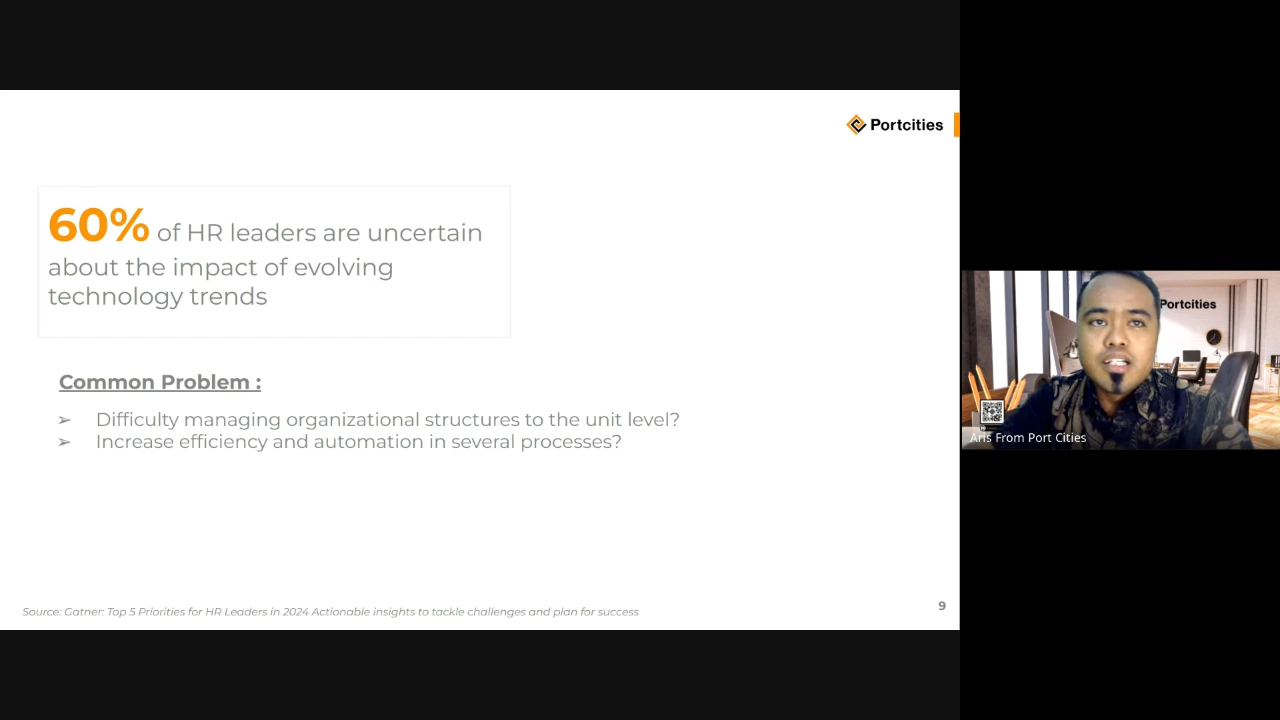 Portcities
60% of HR leaders are uncertain
about the impact of evolving
technology trends
Common Problem :
➢ Difficulty managing organizational structures to the unit level?
➢ Increase efficiency and automation in several processes?
Source: Gatner: Top 5 Priorities for HR Leaders in 2024 Actionable insights to tackle challenges and plan for success
9
Portcities
Aris From Port Cities